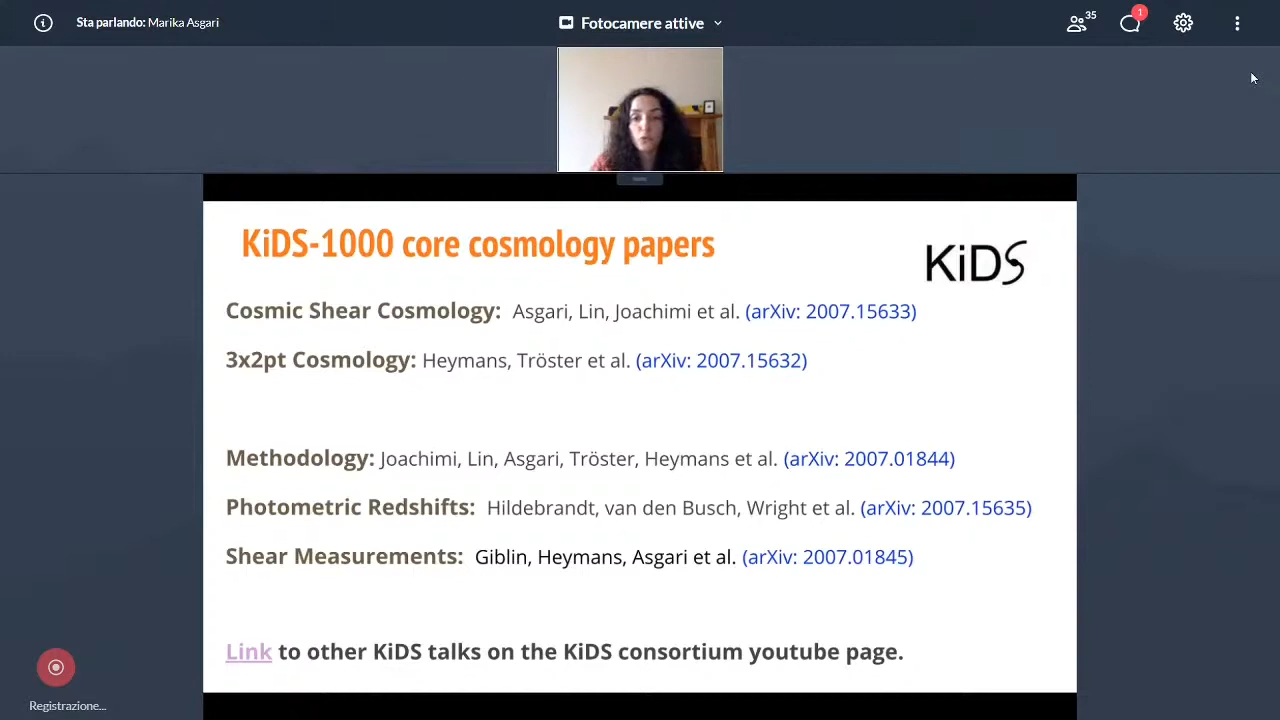 Sta parlando: Marika Asgari
Fotocamere attive
35
1
KiDS-1000 core cosmology papers
KiDS
Cosmic Shear Cosmology: Asgari, Lin, Joachimi et al. (arXiv: 2007.15633)
3x2pt Cosmology: Heymans, Tröster et al. (arXiv: 2007.15632)
Methodology: Joachimi, Lin, Asgari, Tröster, Heymans et al. (arXiv: 2007.01844)
Photometric Redshifts: Hildebrandt, van den Busch, Wright et al. (arXiv: 2007.15635)
Shear Measurements: Giblin, Heymans, Asgari et al. (arXiv: 2007.01845)
Link to other KiDS talks on the KiDS consortium youtube page.
Registrazione...